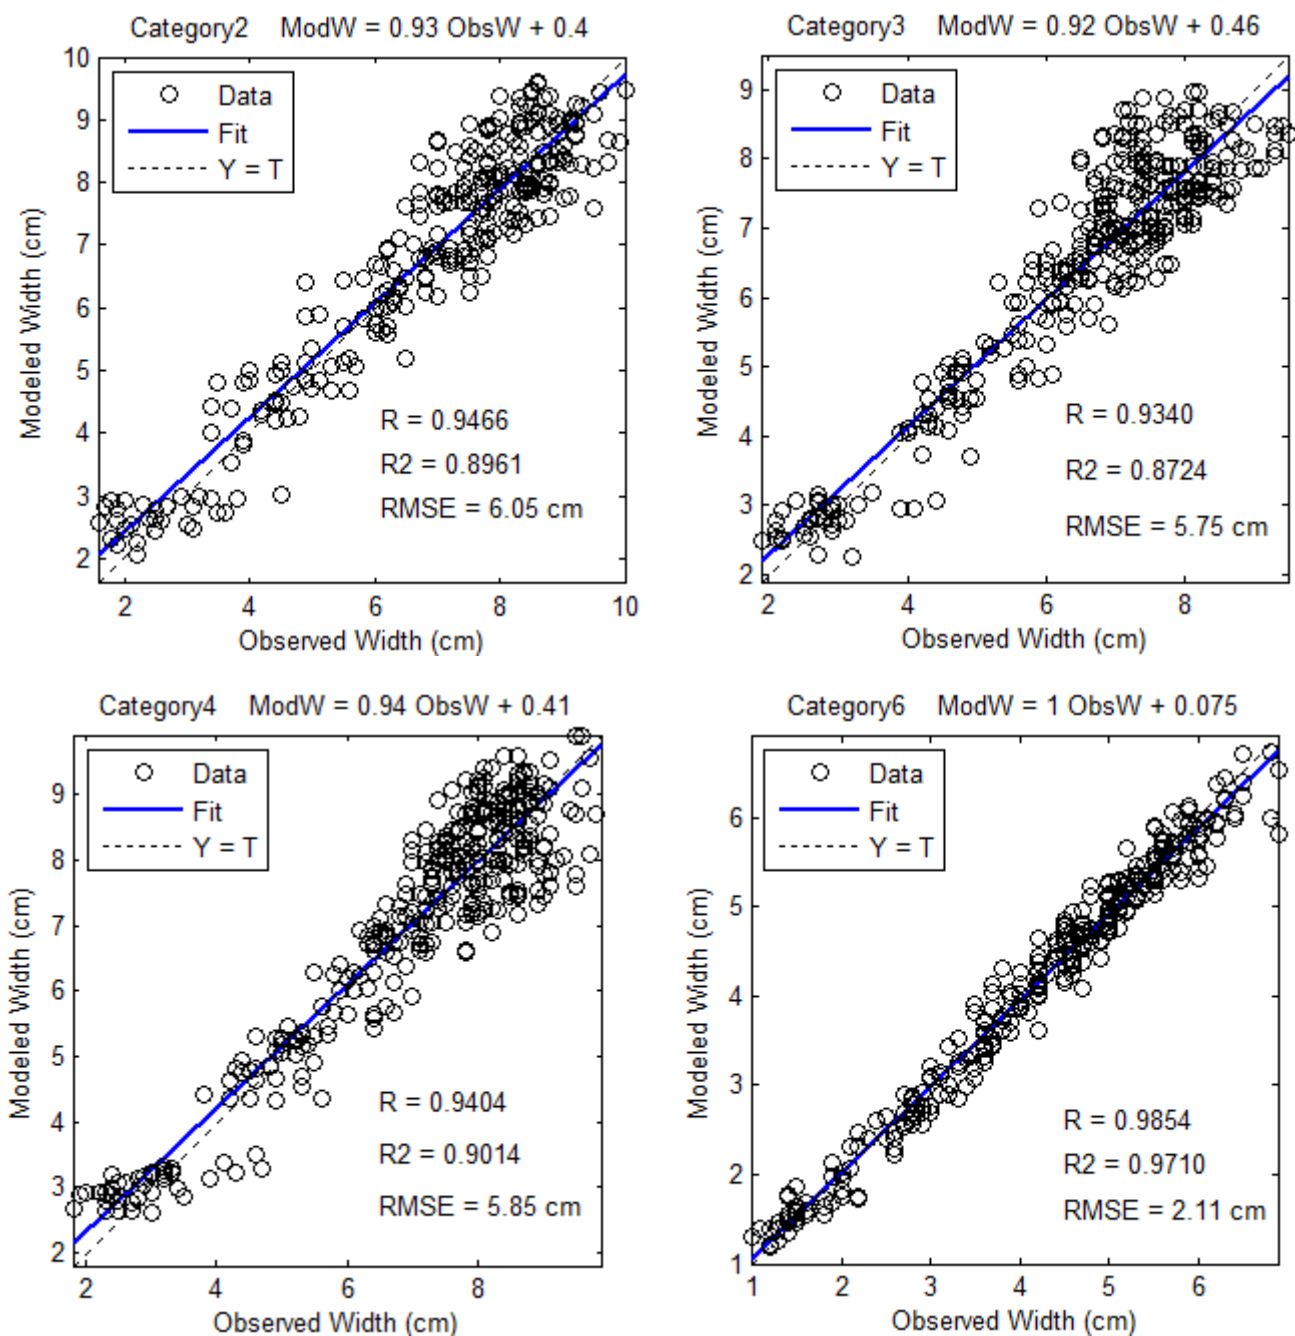 Category2 ModW = 0.93 ObsW + 0.4
10
9
8
7
6
5
4
3
2
Modeled Width (cm)
Data
Fit
Y = T
R = 0.9466
R2 = 0.8961
RMSE = 6.05 cm
2 4 6 8 10
Observed Width (cm)
Category3 ModW = 0.92 ObsW + 0.46
9
8
7
6
5
4
3
2
Modeled Width (cm)
Data
Fit
Y = T
R = 0.9340
R2 = 0.8724
RMSE = 5.75 cm
2 4 6 8
Observed Width (cm)
Category4 ModW = 0.94 ObsW + 0.41
9
8
7
6
5
4
3
2
Modeled Width (cm)
Data
Fit
Y = T
R = 0.9404
R2 = 0.9014
RMSE = 5.85 cm
2 4 6 8
Observed Width (cm)
Category6 ModW = 1 ObsW + 0.075
6
5
4
3
2
1
Modeled Width (cm)
Data
Fit
Y = T
R = 0.9854
R2 = 0.9710
RMSE = 2.11 cm
1 2 3 4 5 6
Observed Width (cm)